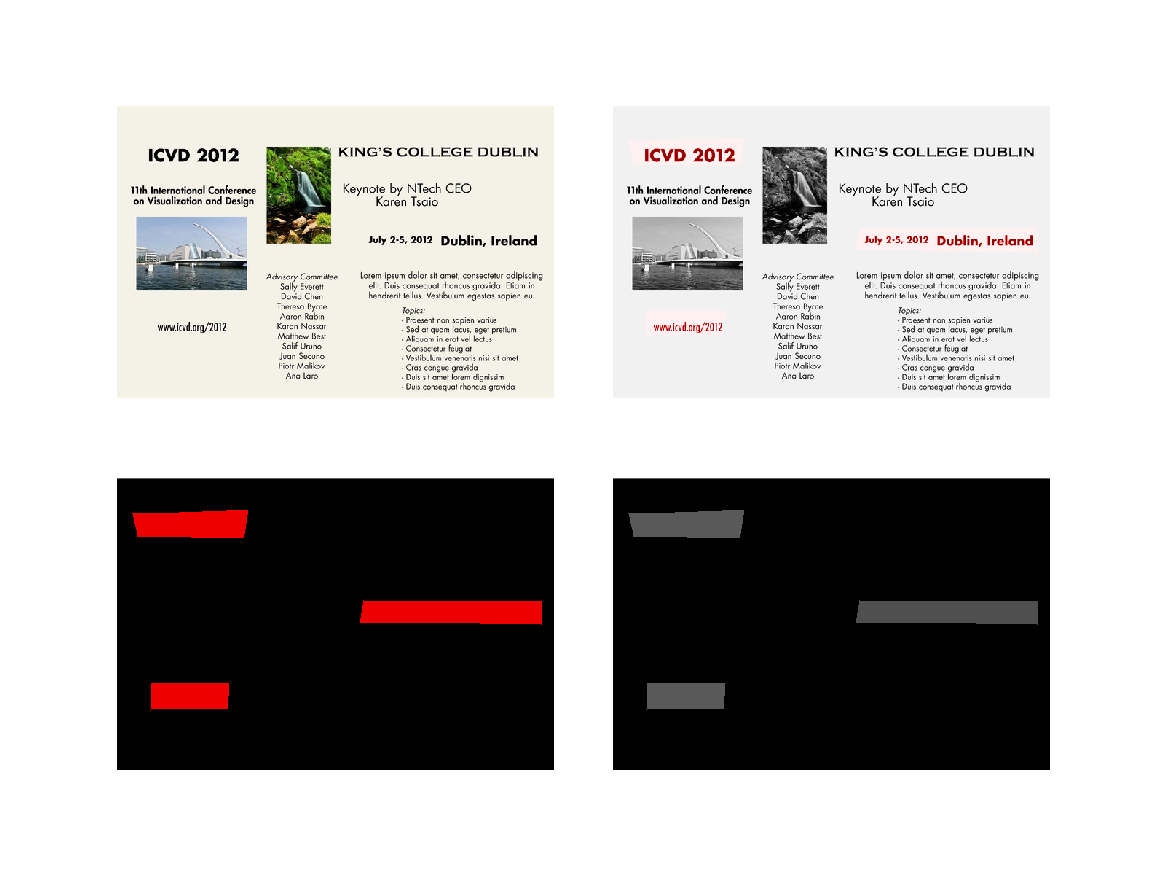 ICVD 2012
11th International Conference
on Visualization and Design
www.icvd.org/2012
KING'S COLLEGE DUBLIN
Keynote by NTech CEO
Karen Tsaio
July 2-5, 2012 Dublin, Ireland
Advisory Committee
Sally Everett
David Chen
Theresa Byrne
Aaron Rabin
Karen Nassar
Matthew Best
Salif Uruno
Juan Secuno
Piotr Malikov
Ana Laro
Lorem ipsum dolor sit amet, consectetur adipiscing
elit. Duis consequat rhoncus gravida. Etiam in
hendrerit tellus. Vestibulum egestas sapien eu
Topics:
- Praesent non sapien varius
- Sed at quam lacus, eget pretium
- Aliquam in erat vel lectus
- Consectetur feugiat
- Vestibulum venenatis nisi sit amet
- Cras congue gravida
- Duis sit amet lorem dignissim
- Duis consequat rhoncus gravida
ICVD 2012
11th International Conference
on Visualization and Design
www.icvd.org/2012
KING'S COLLEGE DUBLIN
Keynote by NTech CEO
Karen Tsaio
July 2-5, 2012 Dublin, Ireland
Advisory Committee
Sally Everett
David Chen
Theresa Byrne
Aaron Rabin
Karen Nassar
Matthew Best
Salif Uruno
Juan Secuno
Piotr Malikov
Ana Laro
Lorem ipsum dolor sit amet, consectetur adipiscing
elit. Duis consequat rhoncus gravida. Etiam in
hendrerit tellus. Vestibulum egestas sapien eu
Topics:
- Praesent non sapien varius
- Sed at quam lacus, eget pretium
- Aliquam in erat vel lectus
- Consectetur feugiat
- Vestibulum venenatis nisi sit amet
- Cras congue gravida
- Duis sit amet lorem dignissim
- Duis consequat rhoncus gravida